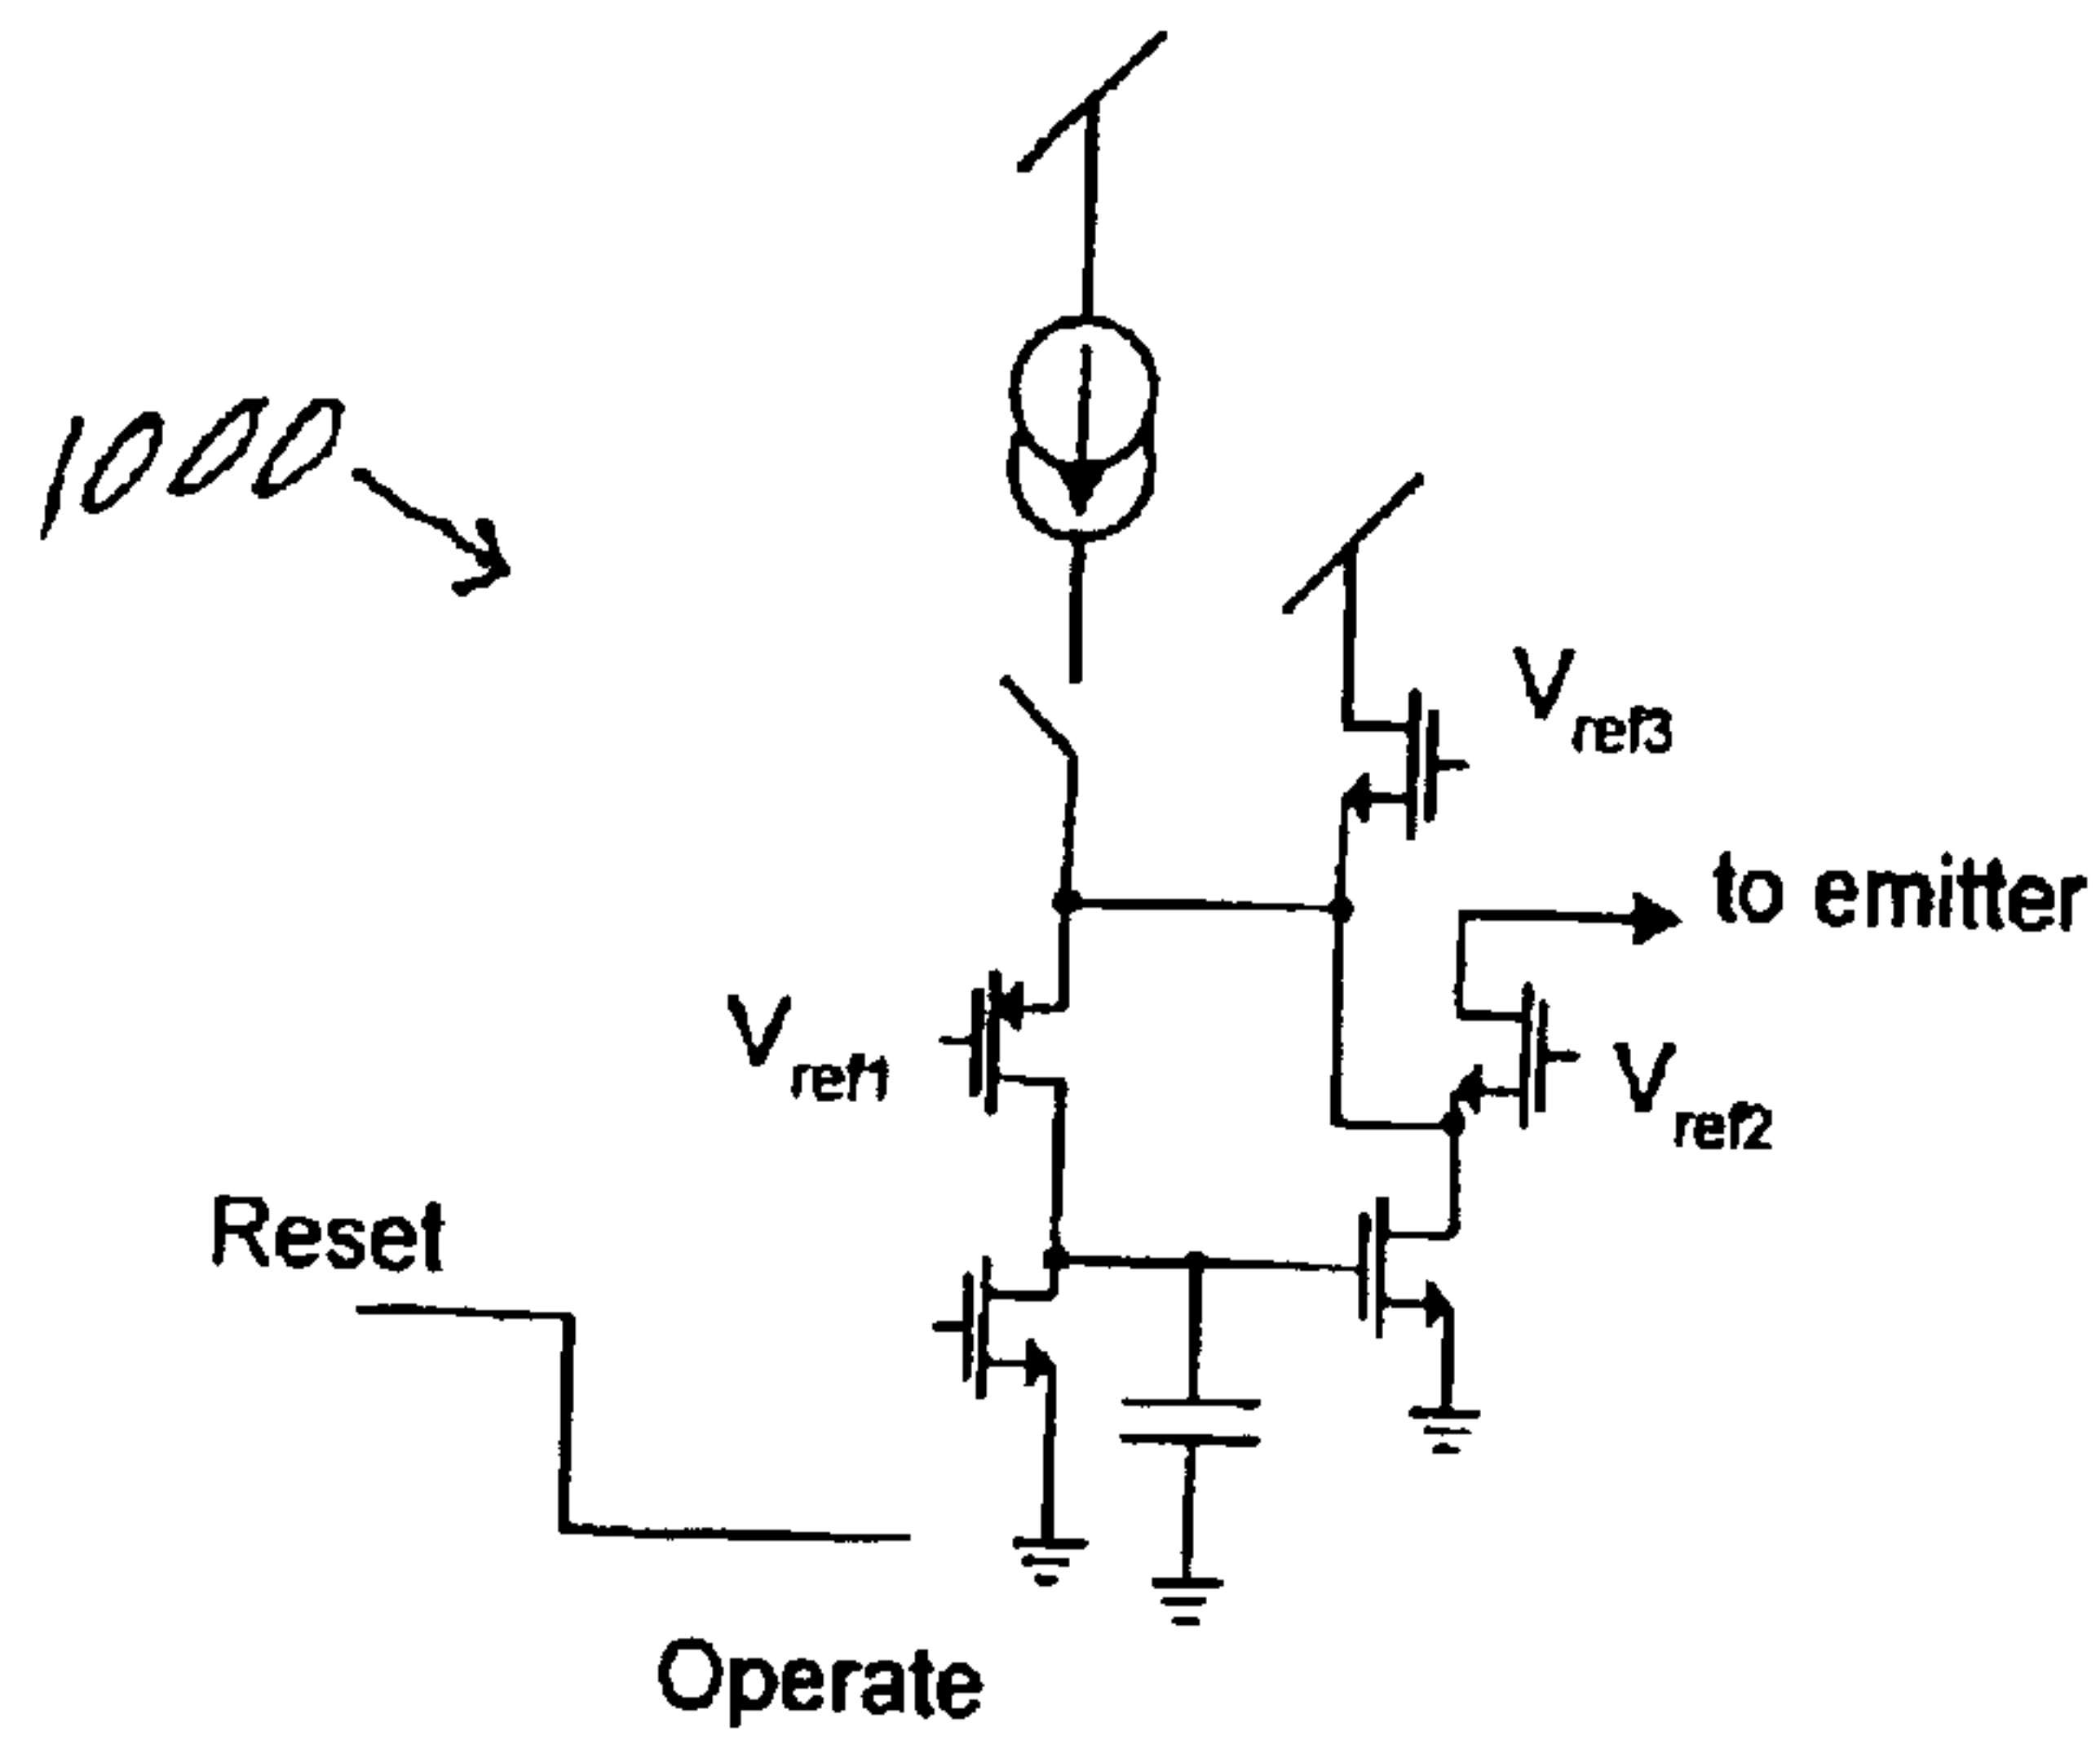 1000
Vref3
to emitter
Vref1
Vref2
Reset
Operate